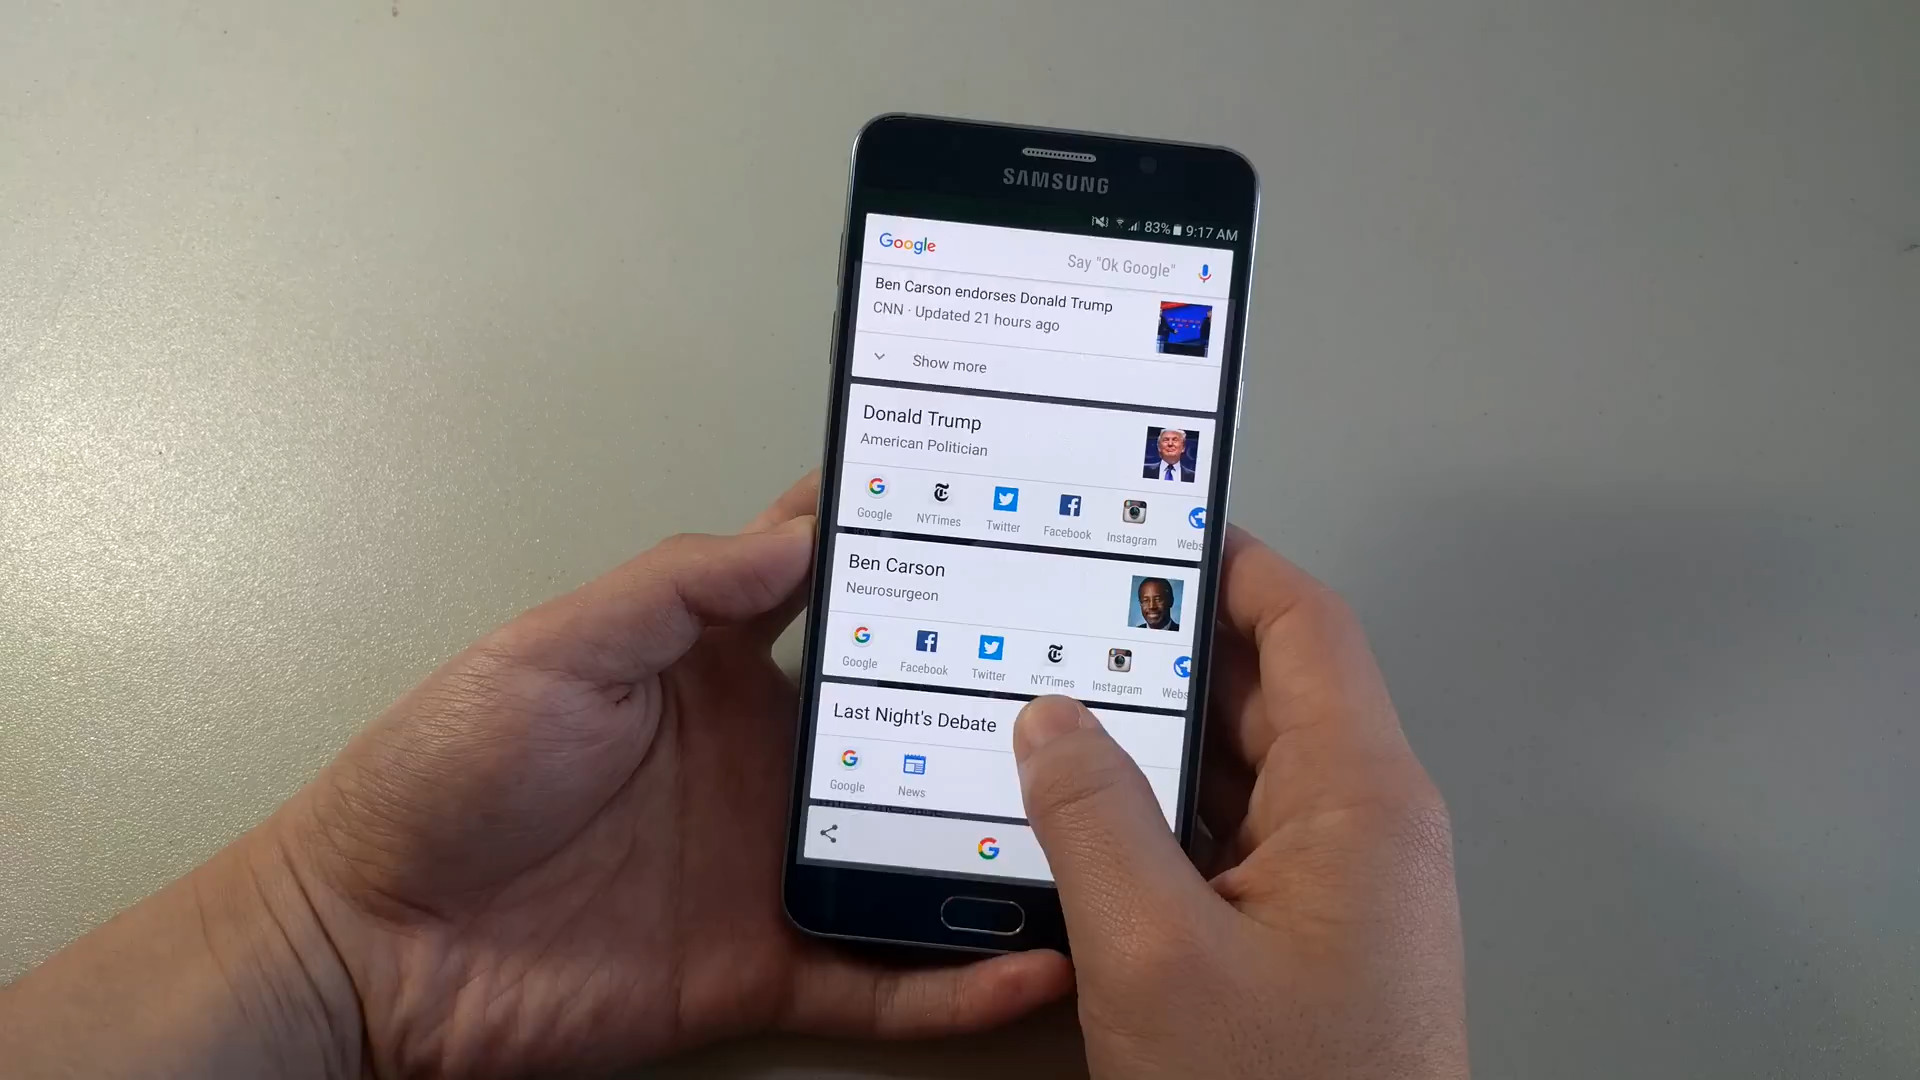 SAMSUNG
83% 9:17 AM
Google
Say "Ok Google"
Ben Carson endorses Donald Trump
CNN · Updated 21 hours ago
Show more
Donald Trump
American Politician
Google NYTimes Twitter Facebook Instagram Webs
Ben Carson
Neurosurgeon
Google Facebook Twitter NYTimes Instagram Webs
Last Night's Debate
Google News